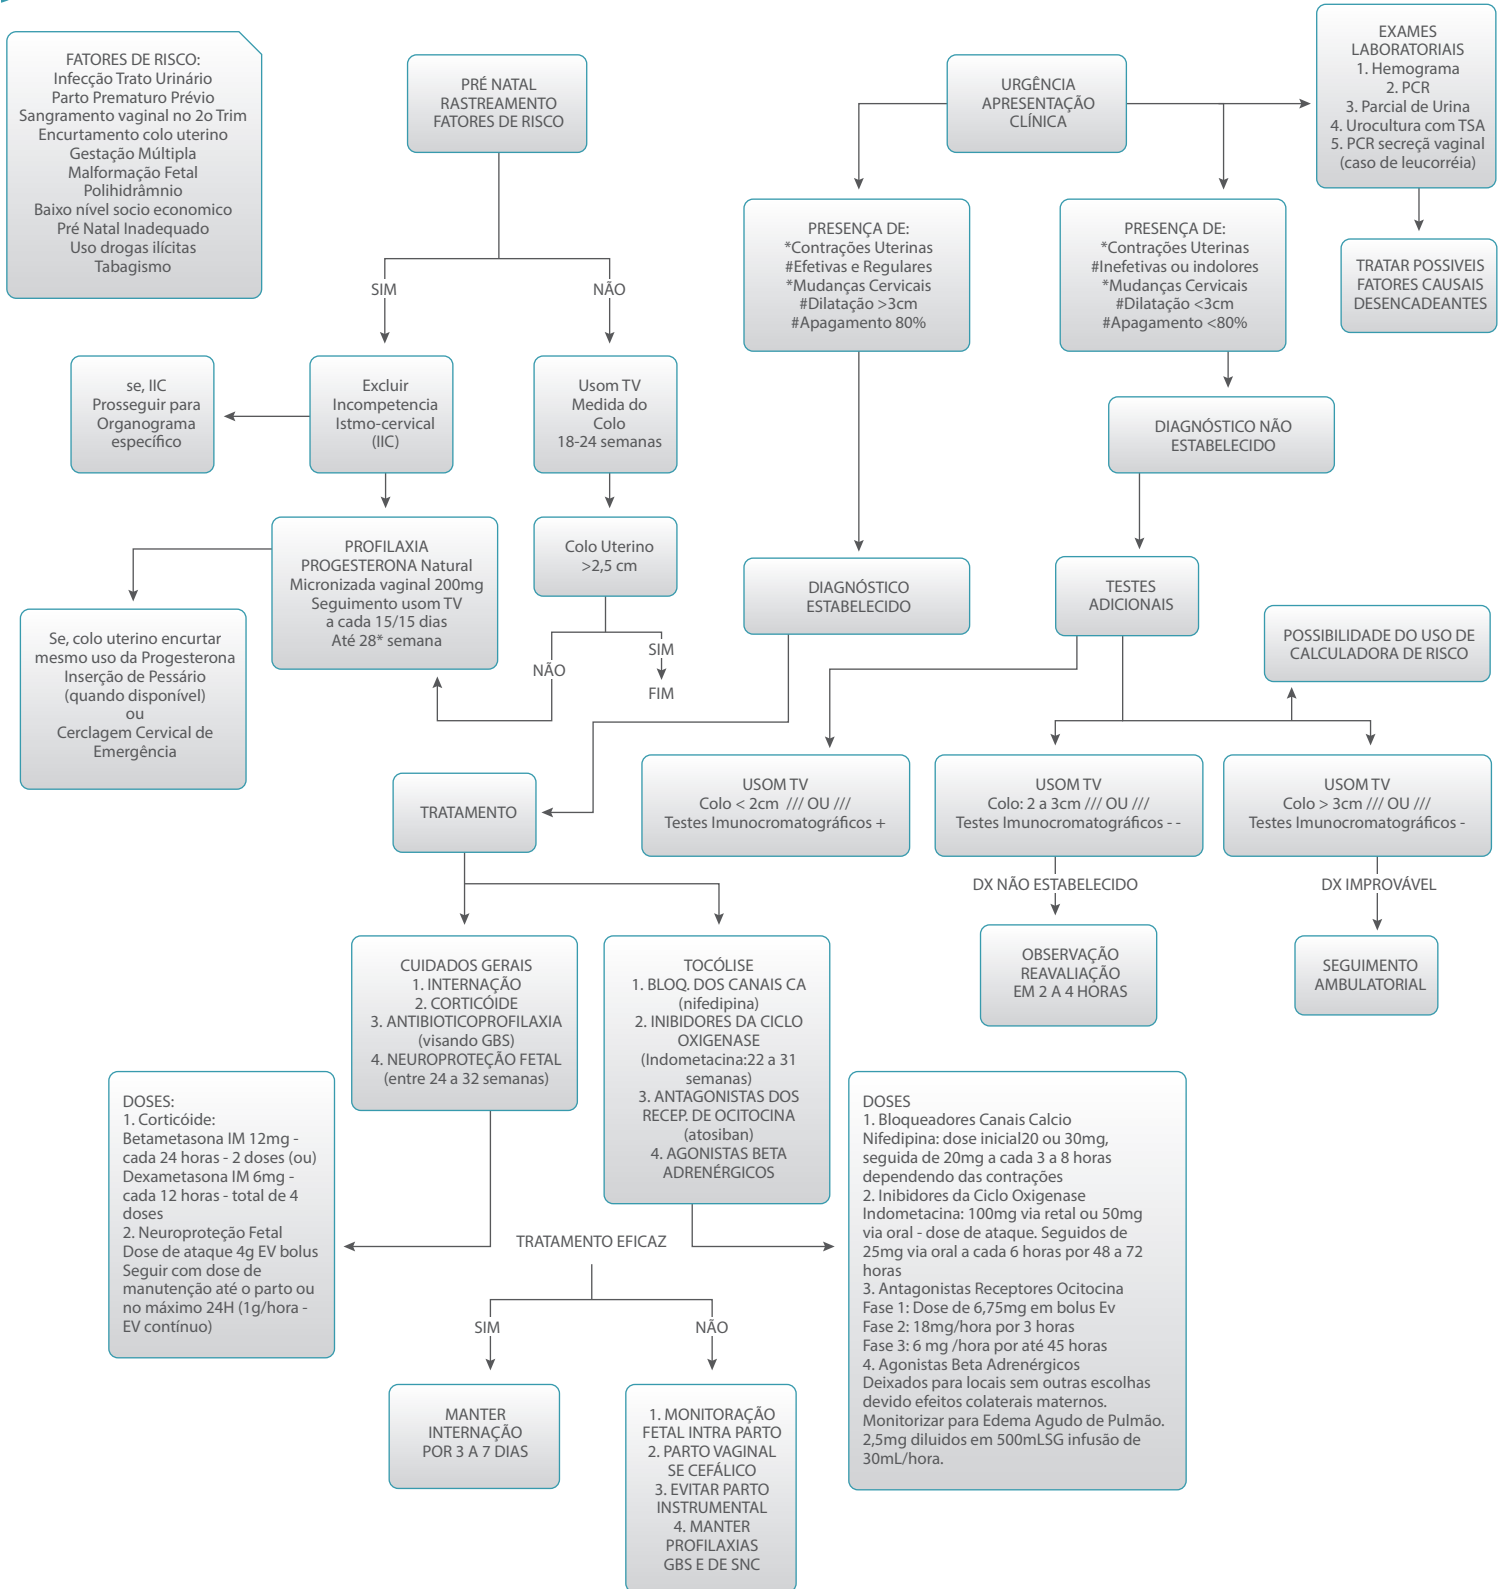 FATORES DE RISCO:
Infecção Trato Urinário
Parto Prematuro Prévio
Sangramento vaginal no 2o Trim
Encurtamento colo uterino
Gestação Múltipla
Malformação Fetal
Polihidrâmnio
Baixo nível socio economico
Pré Natal Inadequado
Uso drogas ilícitas
Tabagismo
PRÉ NATAL
RASTREAMENTO
FATORES DE RISCO
URGÊNCIA
APRESENTAÇÃO
CLÍNICA
EXAMES
LABORATORIAIS
1. Hemograma
2. PCR
3. Parcial de Urina
4. Urocultura com TSA
5. PCR secreçã vaginal
(caso de leucorréia)
TRATAR POSSIVEIS
FATORES CAUSAIS
DESENCADEANTES
PRESENÇA DE:
*Contrações Uterinas
#Efetivas e Regulares
*Mudanças Cervicais
#Dilatação >3cm
#Apagamento 80%
PRESENÇA DE:
*Contrações Uterinas
#Inefetivas ou indolores
*Mudanças Cervicais
#Dilatação <3cm
#Apagamento <80%
SIM
NÃO
se, IIC
Prosseguir para
Organograma
específico
Excluir
Incompetencia
Istmo-cervical
(IIC)
Usom TV
Medida do
Colo
18-24 semanas
DIAGNÓSTICO NÃO
ESTABELECIDO
PROFILAXIA
PROGESTERONA Natural
Micronizada vaginal 200mg
Seguimento usom TV
a cada 15/15 dias
Até 28* semana
Colo Uterino
>2,5 cm
DIAGNÓSTICO
ESTABELECIDO
TESTES
ADICIONAIS
Se, colo uterino encurtar
mesmo uso da Progesterona
Inserção de Pessário
(quando disponível)
ou
Cerclagem Cervical de
Emergência
NÃO
SIM
FIM
POSSIBILIDADE DO USO DE
CALCULADORA DE RISCO
TRATAMENTO
USOM TV
Colo < 2cm /// OU ///
Testes Imunocromatográficos +
USOM TV
Colo: 2 a 3cm /// OU ///
Testes Imunocromatográficos - -
USOM TV
Colo > 3cm /// OU ///
Testes Imunocromatográficos -
DX NÃO ESTABELECIDO
DX IMPROVÁVEL
OBSERVAÇÃO
REAVALIAÇÃO
EM 2 A 4 HORAS
SEGUIMENTO
AMBULATORIAL
CUIDADOS GERAIS
1. INTERNAÇÃO
2. CORTICÓIDE
3. ANTIBIOTICOPROFILAXIA
(visando GBS)
4. NEUROPROTEÇÃO FETAL
(entre 24 a 32 semanas)
TOCÓLISE
1. BLOQ. DOS CANAIS CA
(nifedipina)
2. INIBIDORES DA CICLO
OXIGENASE
(Indometacina:22 a 31
semanas)
3. ANTAGONISTAS DOS
RECEP. DE OCITOCINA
(atosiban)
4. AGONISTAS BETA
ADRENÉRGICOS
DOSES:
1. Corticóide:
Betametasona IM 12mg -
cada 24 horas - 2 doses (ou)
Dexametasona IM 6mg -
cada 12 horas - total de 4
doses
2. Neuroproteção Fetal
Dose de ataque 4g EV bolus
Seguir com dose de
manutenção até o parto ou
no máximo 24H (1g/hora -
EV contínuo)
DOSES
1. Bloqueadores Canais Calcio
Nifedipina: dose inicial20 ou 30mg,
seguida de 20mg a cada 3 a 8 horas
dependendo das contrações
2. Inibidores da Ciclo Oxigenase
Indometacina: 100mg via retal ou 50mg
via oral - dose de ataque. Seguidos de
25mg via oral a cada 6 horas por 48 a 72
horas
3. Antagonistas Receptores Ocitocina
Fase 1: Dose de 6,75mg em bolus Ev
Fase 2: 18mg/hora por 3 horas
Fase 3: 6 mg /hora por até 45 horas
4. Agonistas Beta Adrenérgicos
Deixados para locais sem outras escolhas
devido efeitos colaterais maternos.
Monitorizar para Edema Agudo de Pulmão.
2,5mg diluidos em 500mLSG infusão de
30mL/hora.
TRATAMENTO EFICAZ
SIM
NÃO
MANTER
INTERNAÇÃO
POR 3 A 7 DIAS
1. MONITORAÇÃO
FETAL INTRA PARTO
2. PARTO VAGINAL
SE CEFÁLICO
3. EVITAR PARTO
INSTRUMENTAL
4. MANTER
PROFILAXIAS
GBS E DE SNC